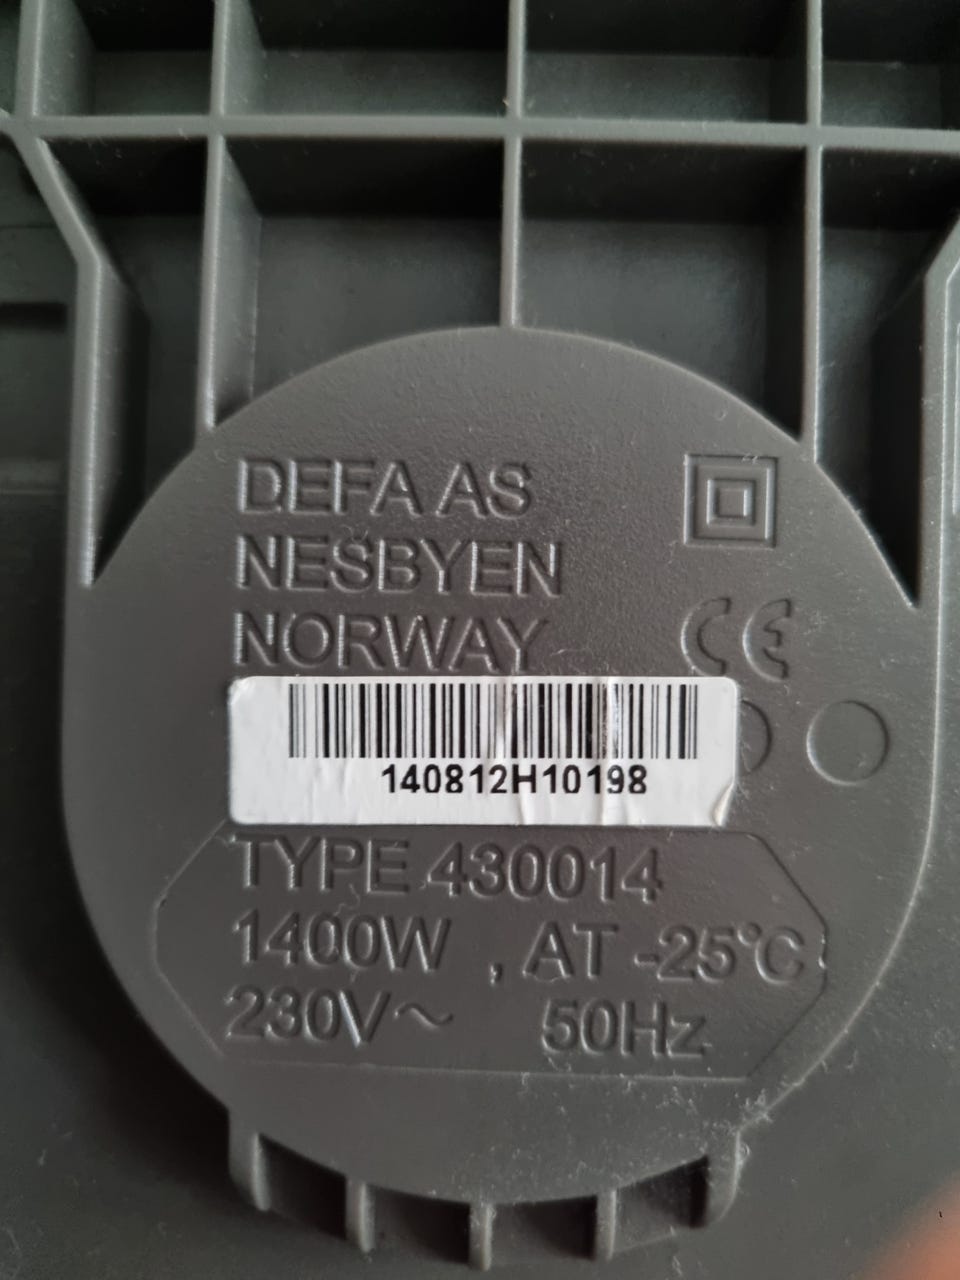 DEFA AS
NESBYEN
NORWAY
CE
140812H10198
TYPE 430014
1400W , AT -25°C
230V~ 50Hz